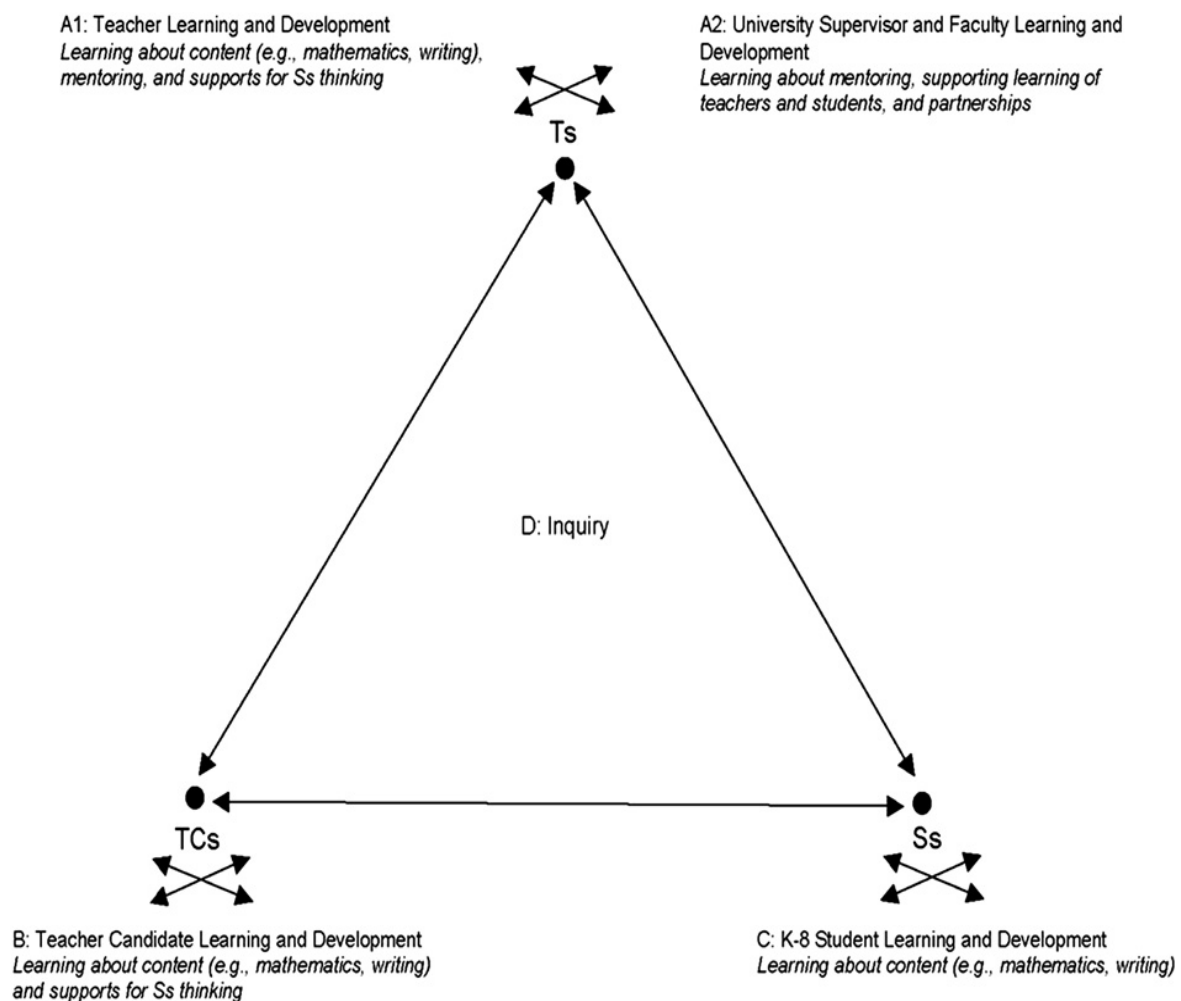 A1: Teacher Learning and Development
Learning about content (e.g., mathematics, writing),
mentoring, and supports for Ss thinking
A2: University Supervisor and Faculty Learning and
Development
Learning about mentoring, supporting learning of
teachers and students, and partnerships
Ts
D: Inquiry
TCs
Ss
B: Teacher Candidate Learning and Development
Learning about content (e.g., mathematics, writing)
and supports for Ss thinking
C: K-8 Student Learning and Development
Learning about content (e.g., mathematics, writing)